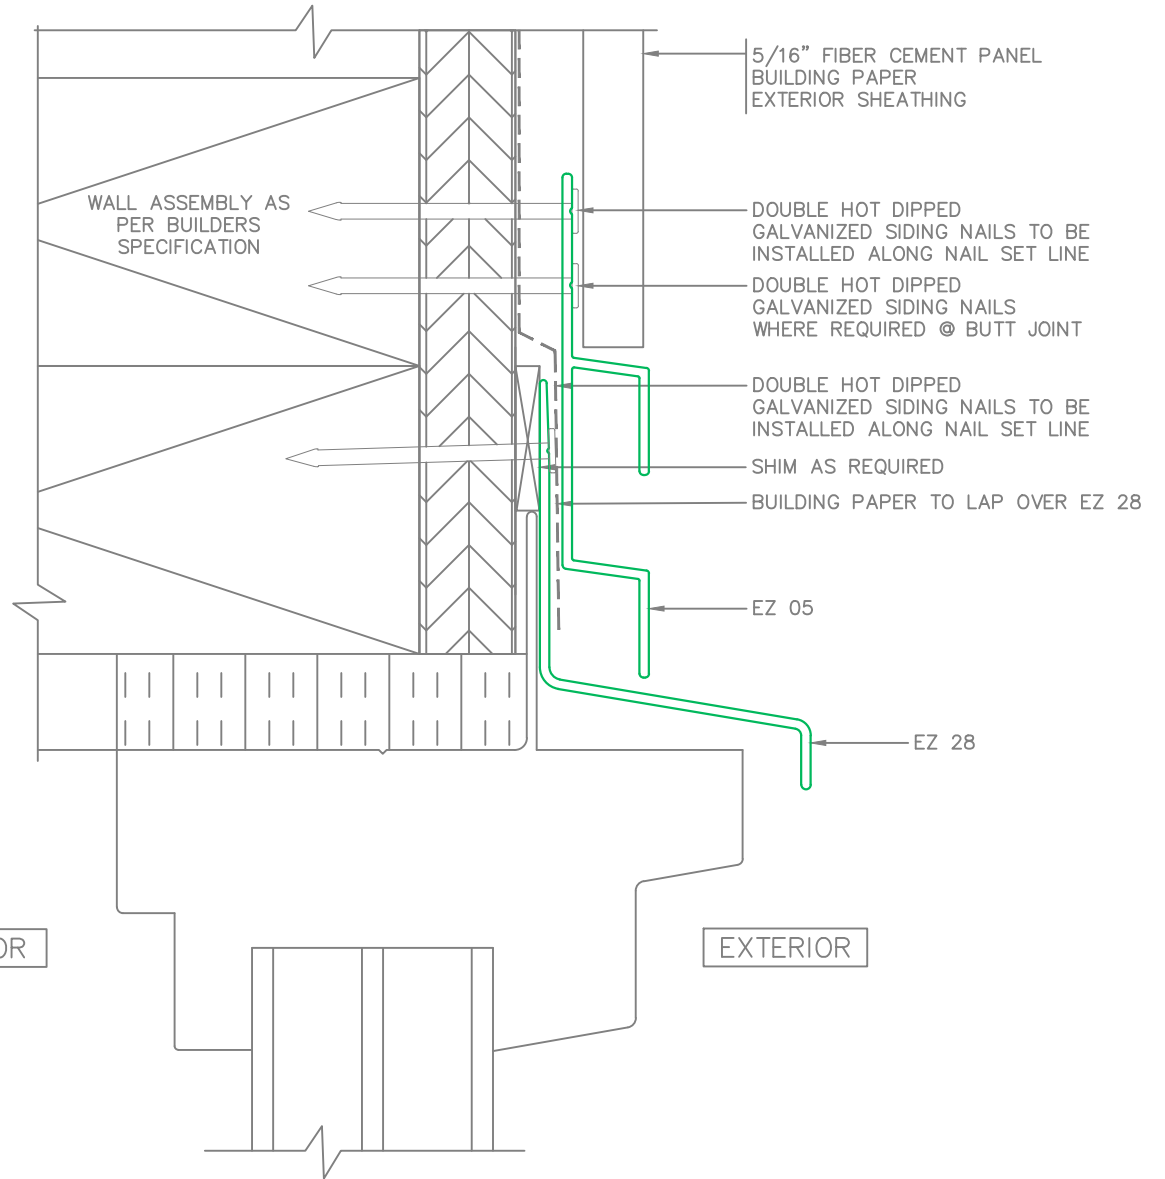 5/16” FIBER CEMENT PANEL
BUILDING PAPER
EXTERIOR SHEATHING
WALL ASSEMBLY AS
PER BUILDERS
SPECIFICATION
DOUBLE HOT DIPPED
GALVANIZED SIDING NAILS TO BE
INSTALLED ALONG NAIL SET LINE
DOUBLE HOT DIPPED
GALVANIZED SIDING NAILS
WHERE REQUIRED @ BUTT JOINT
DOUBLE HOT DIPPED
GALVANIZED SIDING NAILS TO BE
INSTALLED ALONG NAIL SET LINE
SHIM AS REQUIRED
BUILDING PAPER TO LAP OVER EZ 28
EZ 05
EZ 28
OR
EXTERIOR